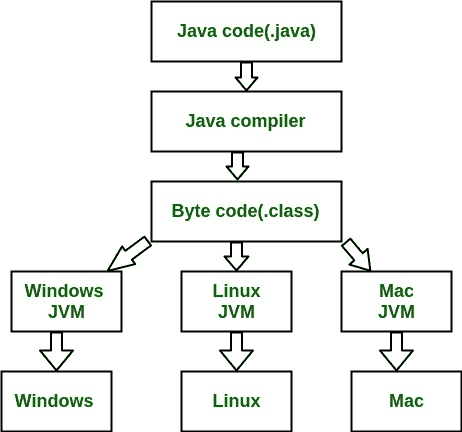 Java code(.java)
Java compiler
Byte code(.class)
Windows
JVM
Linux
JVM
Mac
JVM
Windows
Linux
Mac